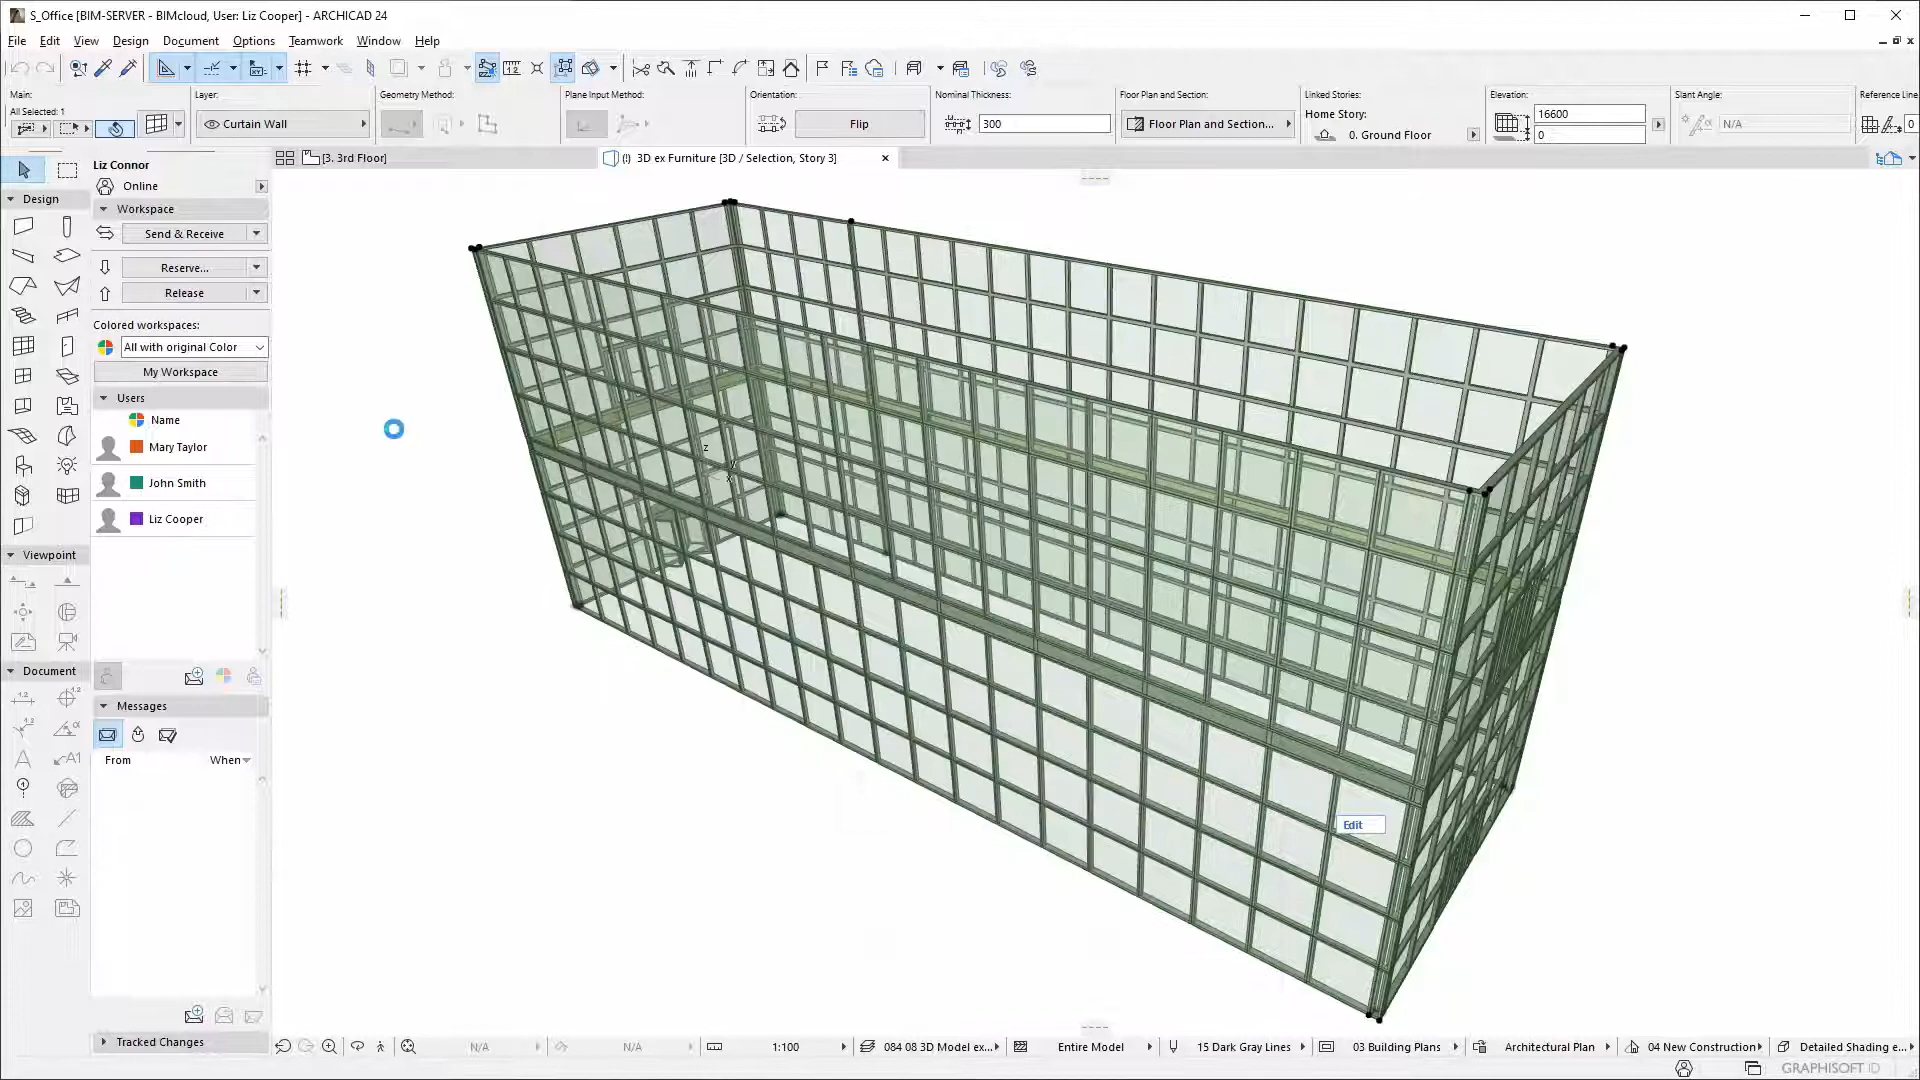 S_Office [BIM-SERVER - BIMcloud, User: Liz Cooper] - ARCHICAD 24
File Edit View Design Document Options Teamwork Window Help
Main: Layer: Geometry Method: Plane Input Method: Orientation: Nominal Thickness: Floor Plan and Section: Linked Stories: Elevation: Slant Angle: Reference Line
All Selected: 1
Curtain Wall Flip 300 Floor Plan and Section... Home Story: 0. Ground Floor 16600 0 N/A 0
[3. 3rd Floor] (!) 3D ex Furniture [3D / Selection, Story 3]
Liz Connor
Online
Design
Workspace
Send & Receive
Reserve...
Release
Colored workspaces:
All with original Color
My Workspace
Users
Name
Mary Taylor
John Smith
Liz Cooper
Viewpoint
Document
Messages
From When
Tracked Changes
z
y
x
Edit
N/A N/A 1:100 084 08 3D Model ex... Entire Model 15 Dark Gray Lines 03 Building Plans Architectural Plan 04 New Construction Detailed Shading e...
GRAPHISOFT ID